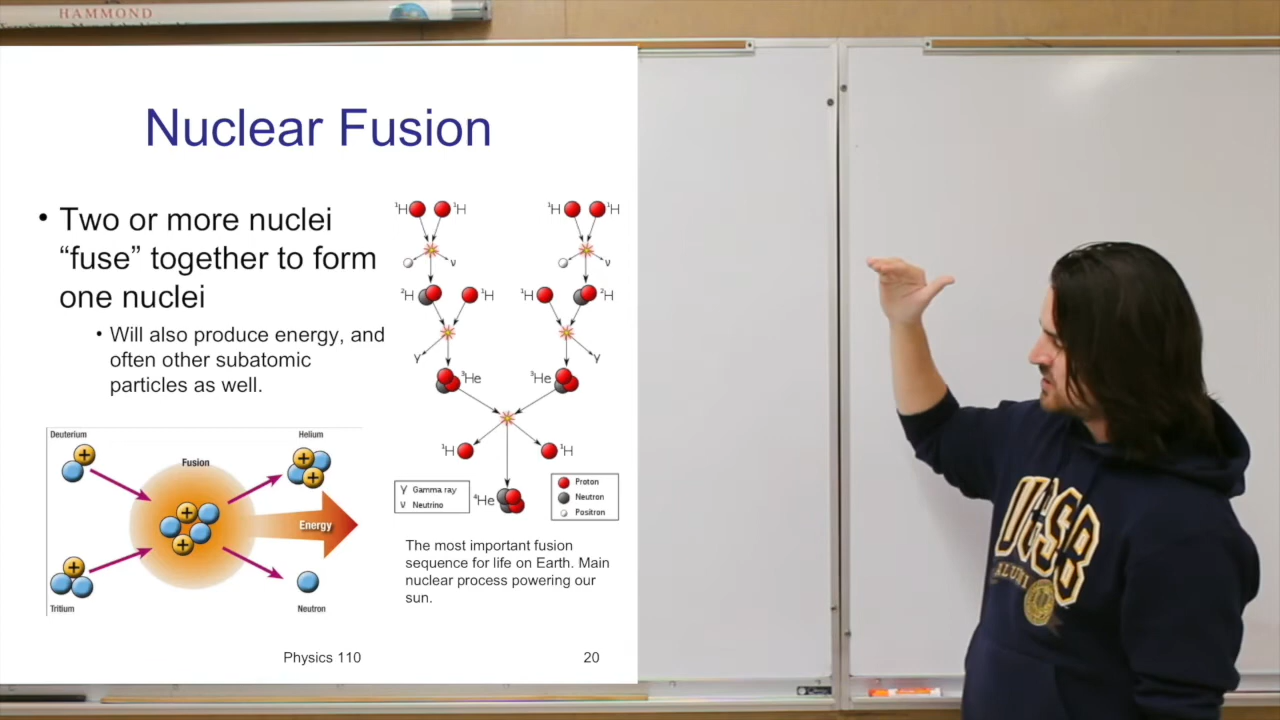 HAMMOND
Nuclear Fusion
• Two or more nuclei
“fuse” together to form
one nuclei
• Will also produce energy, and
often other subatomic
particles as well.
¹H ¹H ¹H ¹H
ν ν
²H ¹H ¹H ²H
γ γ
³He ³He
¹H ¹H
⁴He
γ Gamma ray
ν Neutrino
Proton
Neutron
Positron
The most important fusion
sequence for life on Earth. Main
nuclear process powering our
sun.
Deuterium
Helium
Fusion
Energy
Tritium
Neutron
+
+
+
+
+
+
Physics 110
20
UCSB
ALUMNI